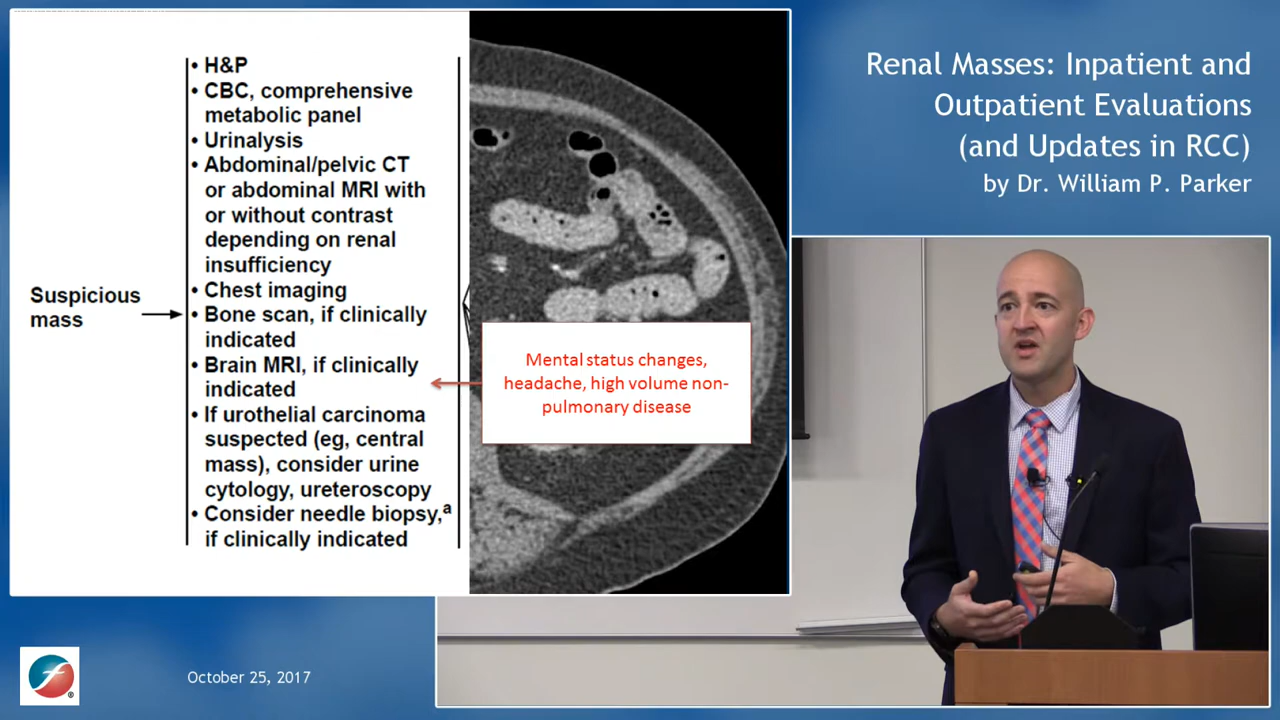 • H&P
• CBC, comprehensive
metabolic panel
• Urinalysis
• Abdominal/pelvic CT
or abdominal MRI with
or without contrast
depending on renal
insufficiency
• Chest imaging
• Bone scan, if clinically
indicated
• Brain MRI, if clinically
indicated
• If urothelial carcinoma
suspected (eg, central
mass), consider urine
cytology, ureteroscopy
• Consider needle biopsy,a
if clinically indicated
Suspicious
mass
Mental status changes,
headache, high volume non-
pulmonary disease
Renal Masses: Inpatient and
Outpatient Evaluations
(and Updates in RCC)
by Dr. William P. Parker
October 25, 2017
®